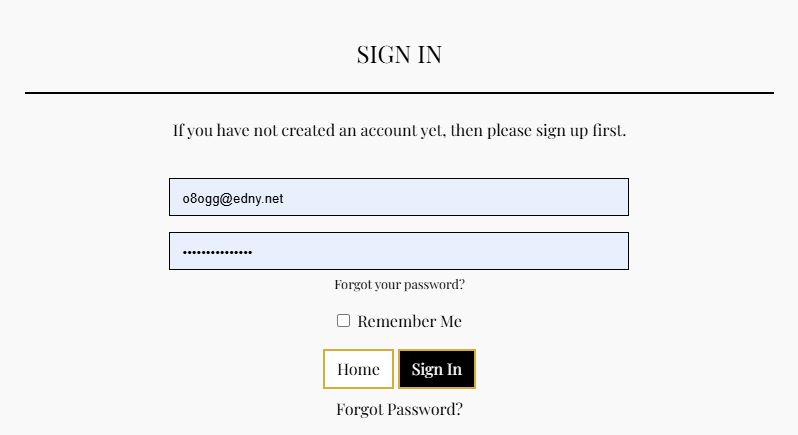 SIGN IN
If you have not created an account yet, then please sign up first.
o8ogg@edny.net
•••••••••••••••
Forgot your password?
Remember Me
Home Sign In
Forgot Password?